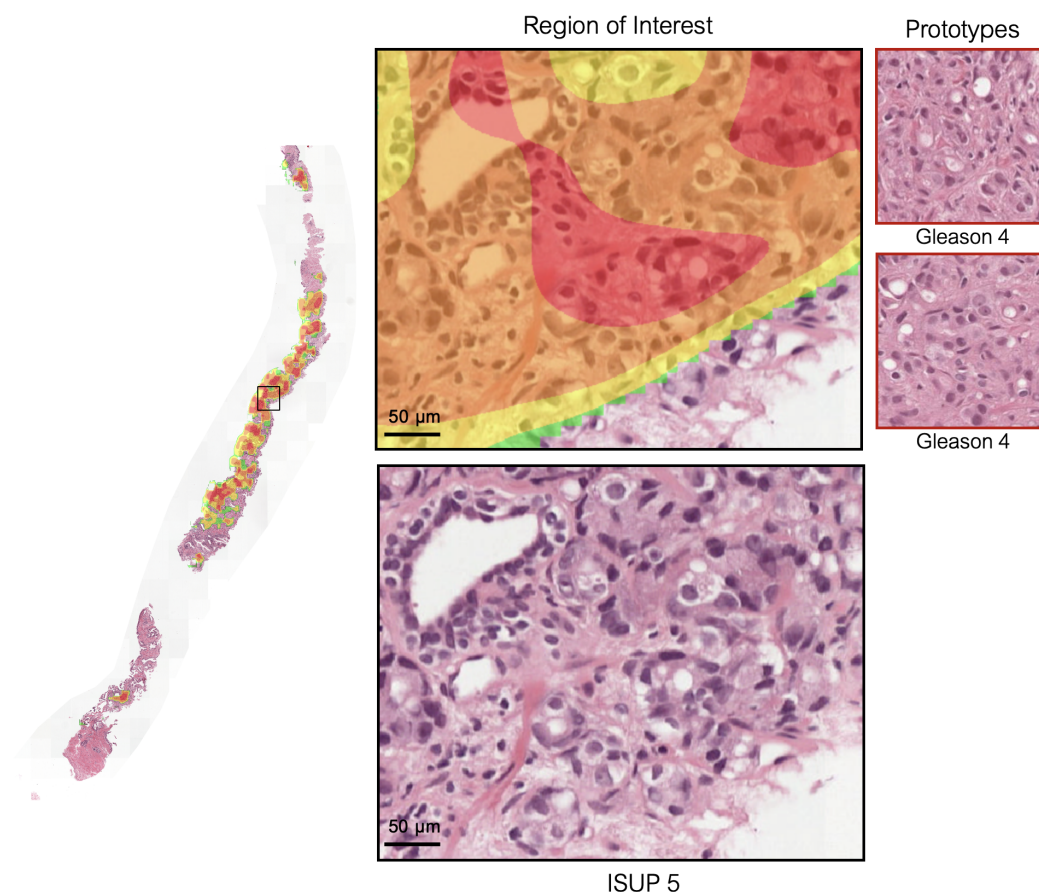 Region of Interest
Prototypes
Gleason 4
Gleason 4
50 µm
50 µm
ISUP 5